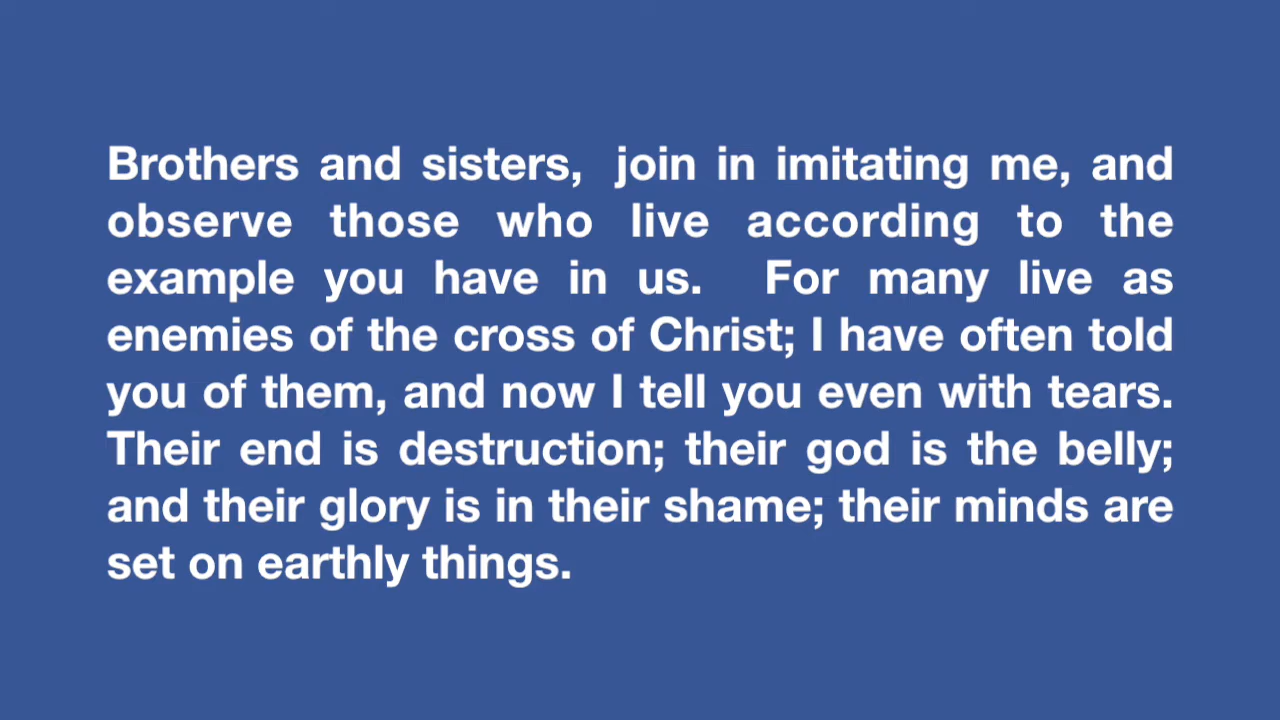 Brothers and sisters, join in imitating me, and
observe those who live according to the
example you have in us. For many live as
enemies of the cross of Christ; I have often told
you of them, and now I tell you even with tears.
Their end is destruction; their god is the belly;
and their glory is in their shame; their minds are
set on earthly things.